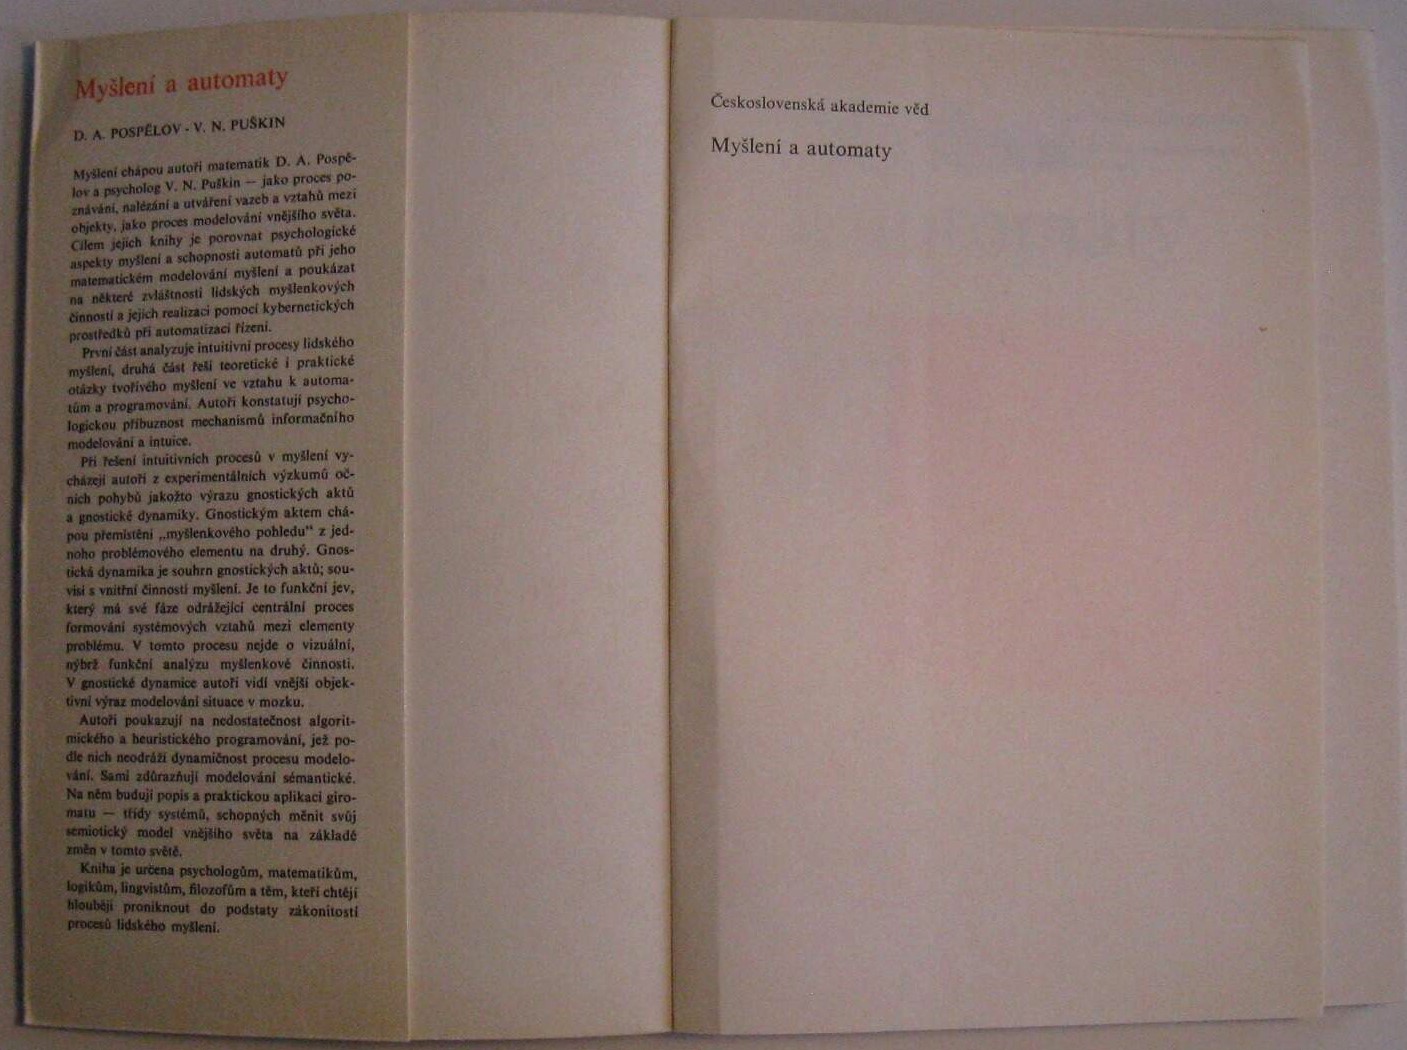 Myšlení a automaty
D. A. POSPĚLOV - V. N. PUŠKIN
Myšlení chápou autoři matematik D. A. Pospě-
lov a psycholog V. N. Puškin — jako proces po-
znávání, nalézání a utváření vazeb a vztahů mezi
objekty, jako proces modelování vnějšího světa.
Cílem jejich knihy je porovnat psychologické
aspekty myšlení a schopnosti automatů při jeho
matematickém modelování myšlení a poukázat
na některé zvláštnosti lidských myšlenkových
činností a jejich realizaci pomocí kybernetických
prostředků při automatizaci řízení.
První část analyzuje intuitivní procesy lidského
myšlení, druhá část řeší teoretické i praktické
otázky tvořivého myšlení ve vztahu k automa-
tům a programování. Autoři konstatují psycho-
logickou příbuznost mechanismů informačního
modelování a intuice.
Při řešení intuitivních procesů v myšlení vy-
cházejí autoři z experimentálních výzkumů oč-
ních pohybů jakožto výrazu gnostických aktů
a gnostické dynamiky. Gnostickým aktem chá-
pou přemístění „myšlenkového pohledu“ z jed-
noho problémového elementu na druhý. Gnos-
tická dynamika je souhrn gnostických aktů; sou-
visí s vnitřní činností myšlení. Je to funkční jev,
který má své fáze odrážející centrální proces
formování systémových vztahů mezi elementy
problému. V tomto procesu nejde o vizuální,
nýbrž funkční analýzu myšlenkové činnosti.
V gnostické dynamice autoři vidí vnější objek-
tivní výraz modelování situace v mozku.
Autoři poukazují na nedostatečnost algorit-
mického a heuristického programování, jež po-
dle nich neodráží dynamičnost procesu modelo-
vání. Sami zdůrazňují modelování sémantické.
Na něm budují popis a praktickou aplikaci giro-
matu — třídy systémů, schopných měnit svůj
semiotický model vnějšího světa na základě
změn v tomto světě.
Kniha je určena psychologům, matematikům,
logikům, lingvistům, filozofům a těm, kteří chtějí
hlouběji proniknout do podstaty zákonitostí
procesů lidského myšlení.
Československá akademie věd
Myšlení a automaty